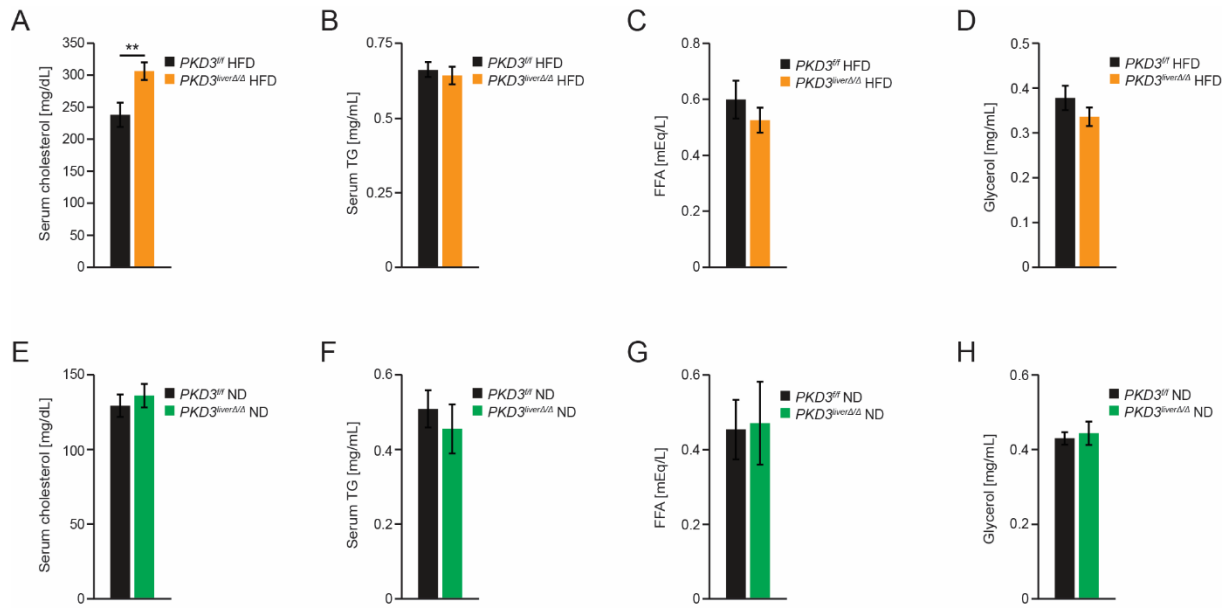 A
350
300
250
200
150
100
50
0
Serum cholesterol [mg/dL]
**
PKD3f/f HFD
PKD3liverΔ/Δ HFD
B
0.75
0.5
0.25
0
Serum TG [mg/mL]
PKD3f/f HFD
PKD3liverΔ/Δ HFD
C
0.8
0.6
0.4
0.2
0
FFA [mEq/L]
PKD3f/f HFD
PKD3liverΔ/Δ HFD
D
0.5
0.4
0.3
0.2
0.1
0
Glycerol [mg/mL]
PKD3f/f HFD
PKD3liverΔ/Δ HFD
E
150
100
50
0
Serum cholesterol [mg/dL]
PKD3f/f ND
PKD3liverΔ/Δ ND
F
0.6
0.4
0.2
0
Serum TG [mg/mL]
PKD3f/f ND
PKD3liverΔ/Δ ND
G
0.6
0.4
0.2
0
FFA [mEq/L]
PKD3f/f ND
PKD3liverΔ/Δ ND
H
0.6
0.4
0.2
0
Glycerol [mg/mL]
PKD3f/f ND
PKD3liverΔ/Δ ND